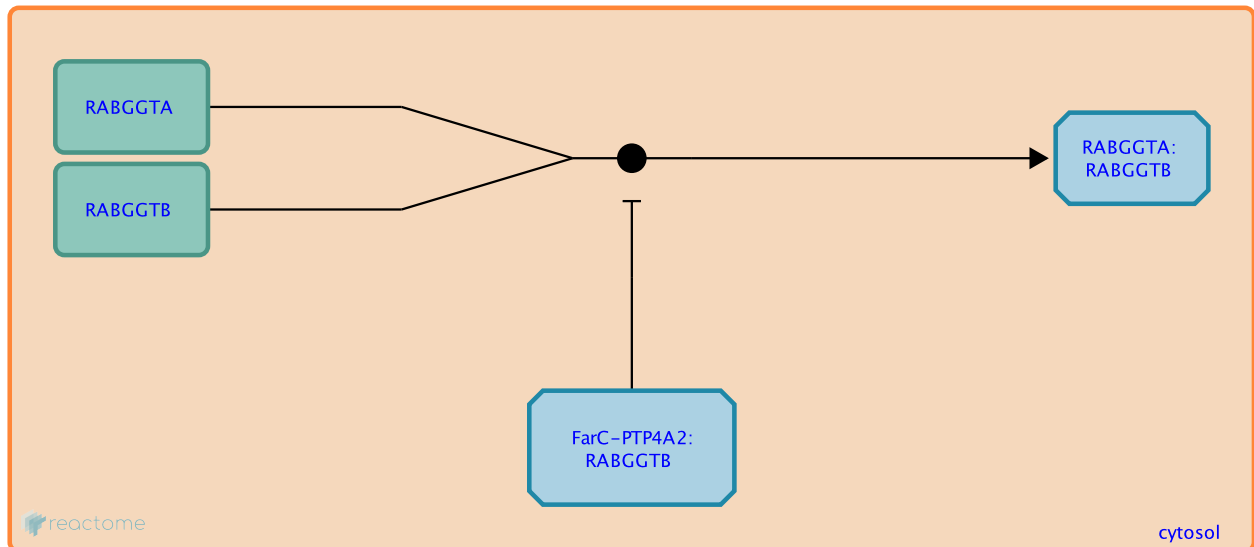 RABGGTA
RABGGTB
RABGGTA:
RABGGTB
FarC-PTP4A2:
RABGGTB
reactome
cytosol